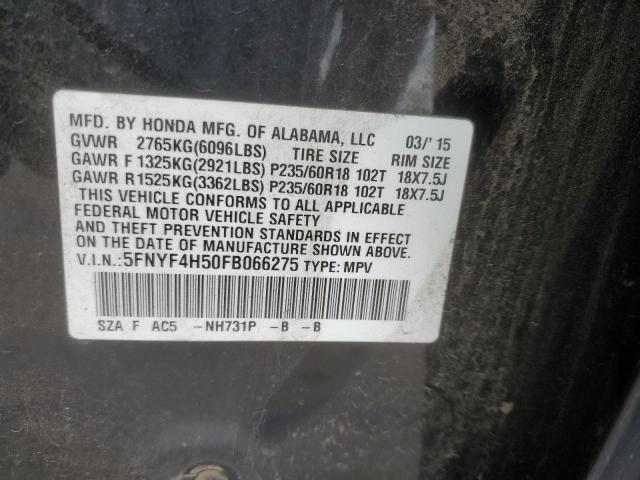 MFD. BY HONDA MFG. OF ALABAMA, LLC 03/'15
GVWR 2765KG(6096LBS) TIRE SIZE RIM SIZE
GAWR F 1325KG(2921LBS) P235/60R18 102T 18X7.5J
GAWR R1525KG(3362LBS) P235/60R18 102T 18X7.5J
THIS VEHICLE CONFORMS TO ALL APPLICABLE
FEDERAL MOTOR VEHICLE SAFETY
AND THEFT PREVENTION STANDARDS IN EFFECT
ON THE DATE OF MANUFACTURE SHOWN ABOVE.
V.I.N.:5FNYF4H50FB066275 TYPE: MPV
SZA F AC5 -NH731P -B -B